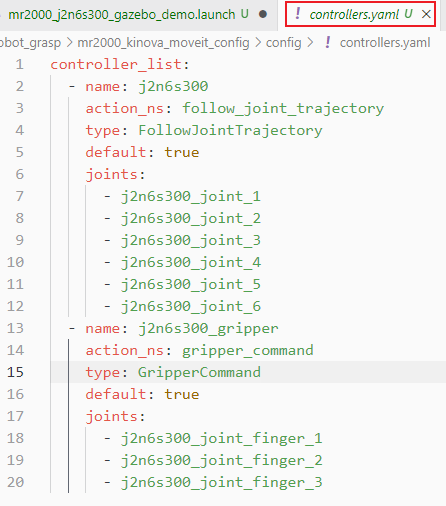 mr2000_j2n6s300_gazebo_demo.launch U ● ! controllers.yaml U ×
obot_grasp > mr2000_kinova_moveit_config > config > ! controllers.yaml
1 controller_list:
2   - name: j2n6s300
3     action_ns: follow_joint_trajectory
4     type: FollowJointTrajectory
5     default: true
6     joints:
7       - j2n6s300_joint_1
8       - j2n6s300_joint_2
9       - j2n6s300_joint_3
10       - j2n6s300_joint_4
11       - j2n6s300_joint_5
12       - j2n6s300_joint_6
13   - name: j2n6s300_gripper
14     action_ns: gripper_command
15     type: GripperCommand
16     default: true
17     joints:
18       - j2n6s300_joint_finger_1
19       - j2n6s300_joint_finger_2
20       - j2n6s300_joint_finger_3